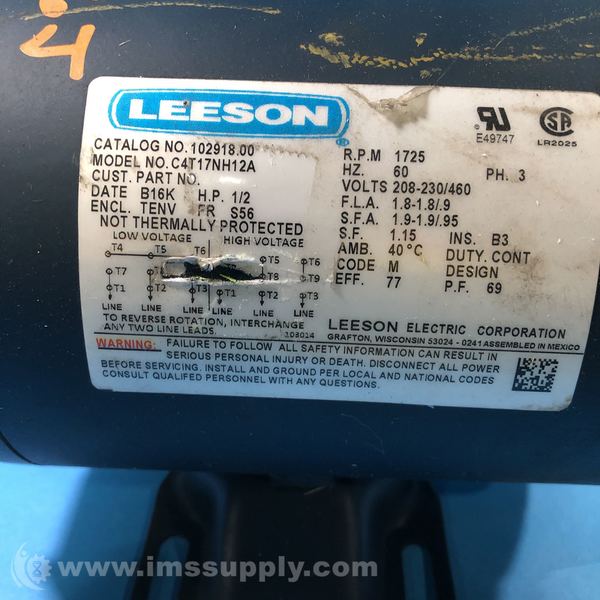 4
LEESON
CATALOG NO. 102918.00
MODEL NO. C4T17NH12A
CUST. PART NO.
DATE B16K H.P. 1/2
ENCL. TENV FR S56
NOT THERMALLY PROTECTED
LOW VOLTAGE HIGH VOLTAGE
T4 T5 T6 T5 T6
T7 T9
T1 T3 T1 T2 T3
LINE LINE LINE LINE LINE LINE
TO REVERSE ROTATION, INTERCHANGE
ANY TWO LINE LEADS. 103014
R.P.M 1725
HZ. 60 PH. 3
VOLTS 208-230/460
F.L.A. 1.8-1.8/.9
S.F.A. 1.9-1.9/.95
S.F. 1.15 INS. B3
AMB. 40°C DUTY. CONT
CODE M DESIGN
EFF. 77 P.F. 69
E49747
SA
LR2025
LEESON ELECTRIC CORPORATION
GRAFTON, WISCONSIN 53024 - 0241 ASSEMBLED IN MEXICO
WARNING: FAILURE TO FOLLOW ALL SAFETY INFORMATION CAN RESULT IN
SERIOUS PERSONAL INJURY OR DEATH. DISCONNECT ALL POWER
BEFORE SERVICING. INSTALL AND GROUND PER LOCAL AND NATIONAL CODES
CONSULT QUALIFED PERSONNEL WITH ANY QUESTIONS.
www.imssupply.com